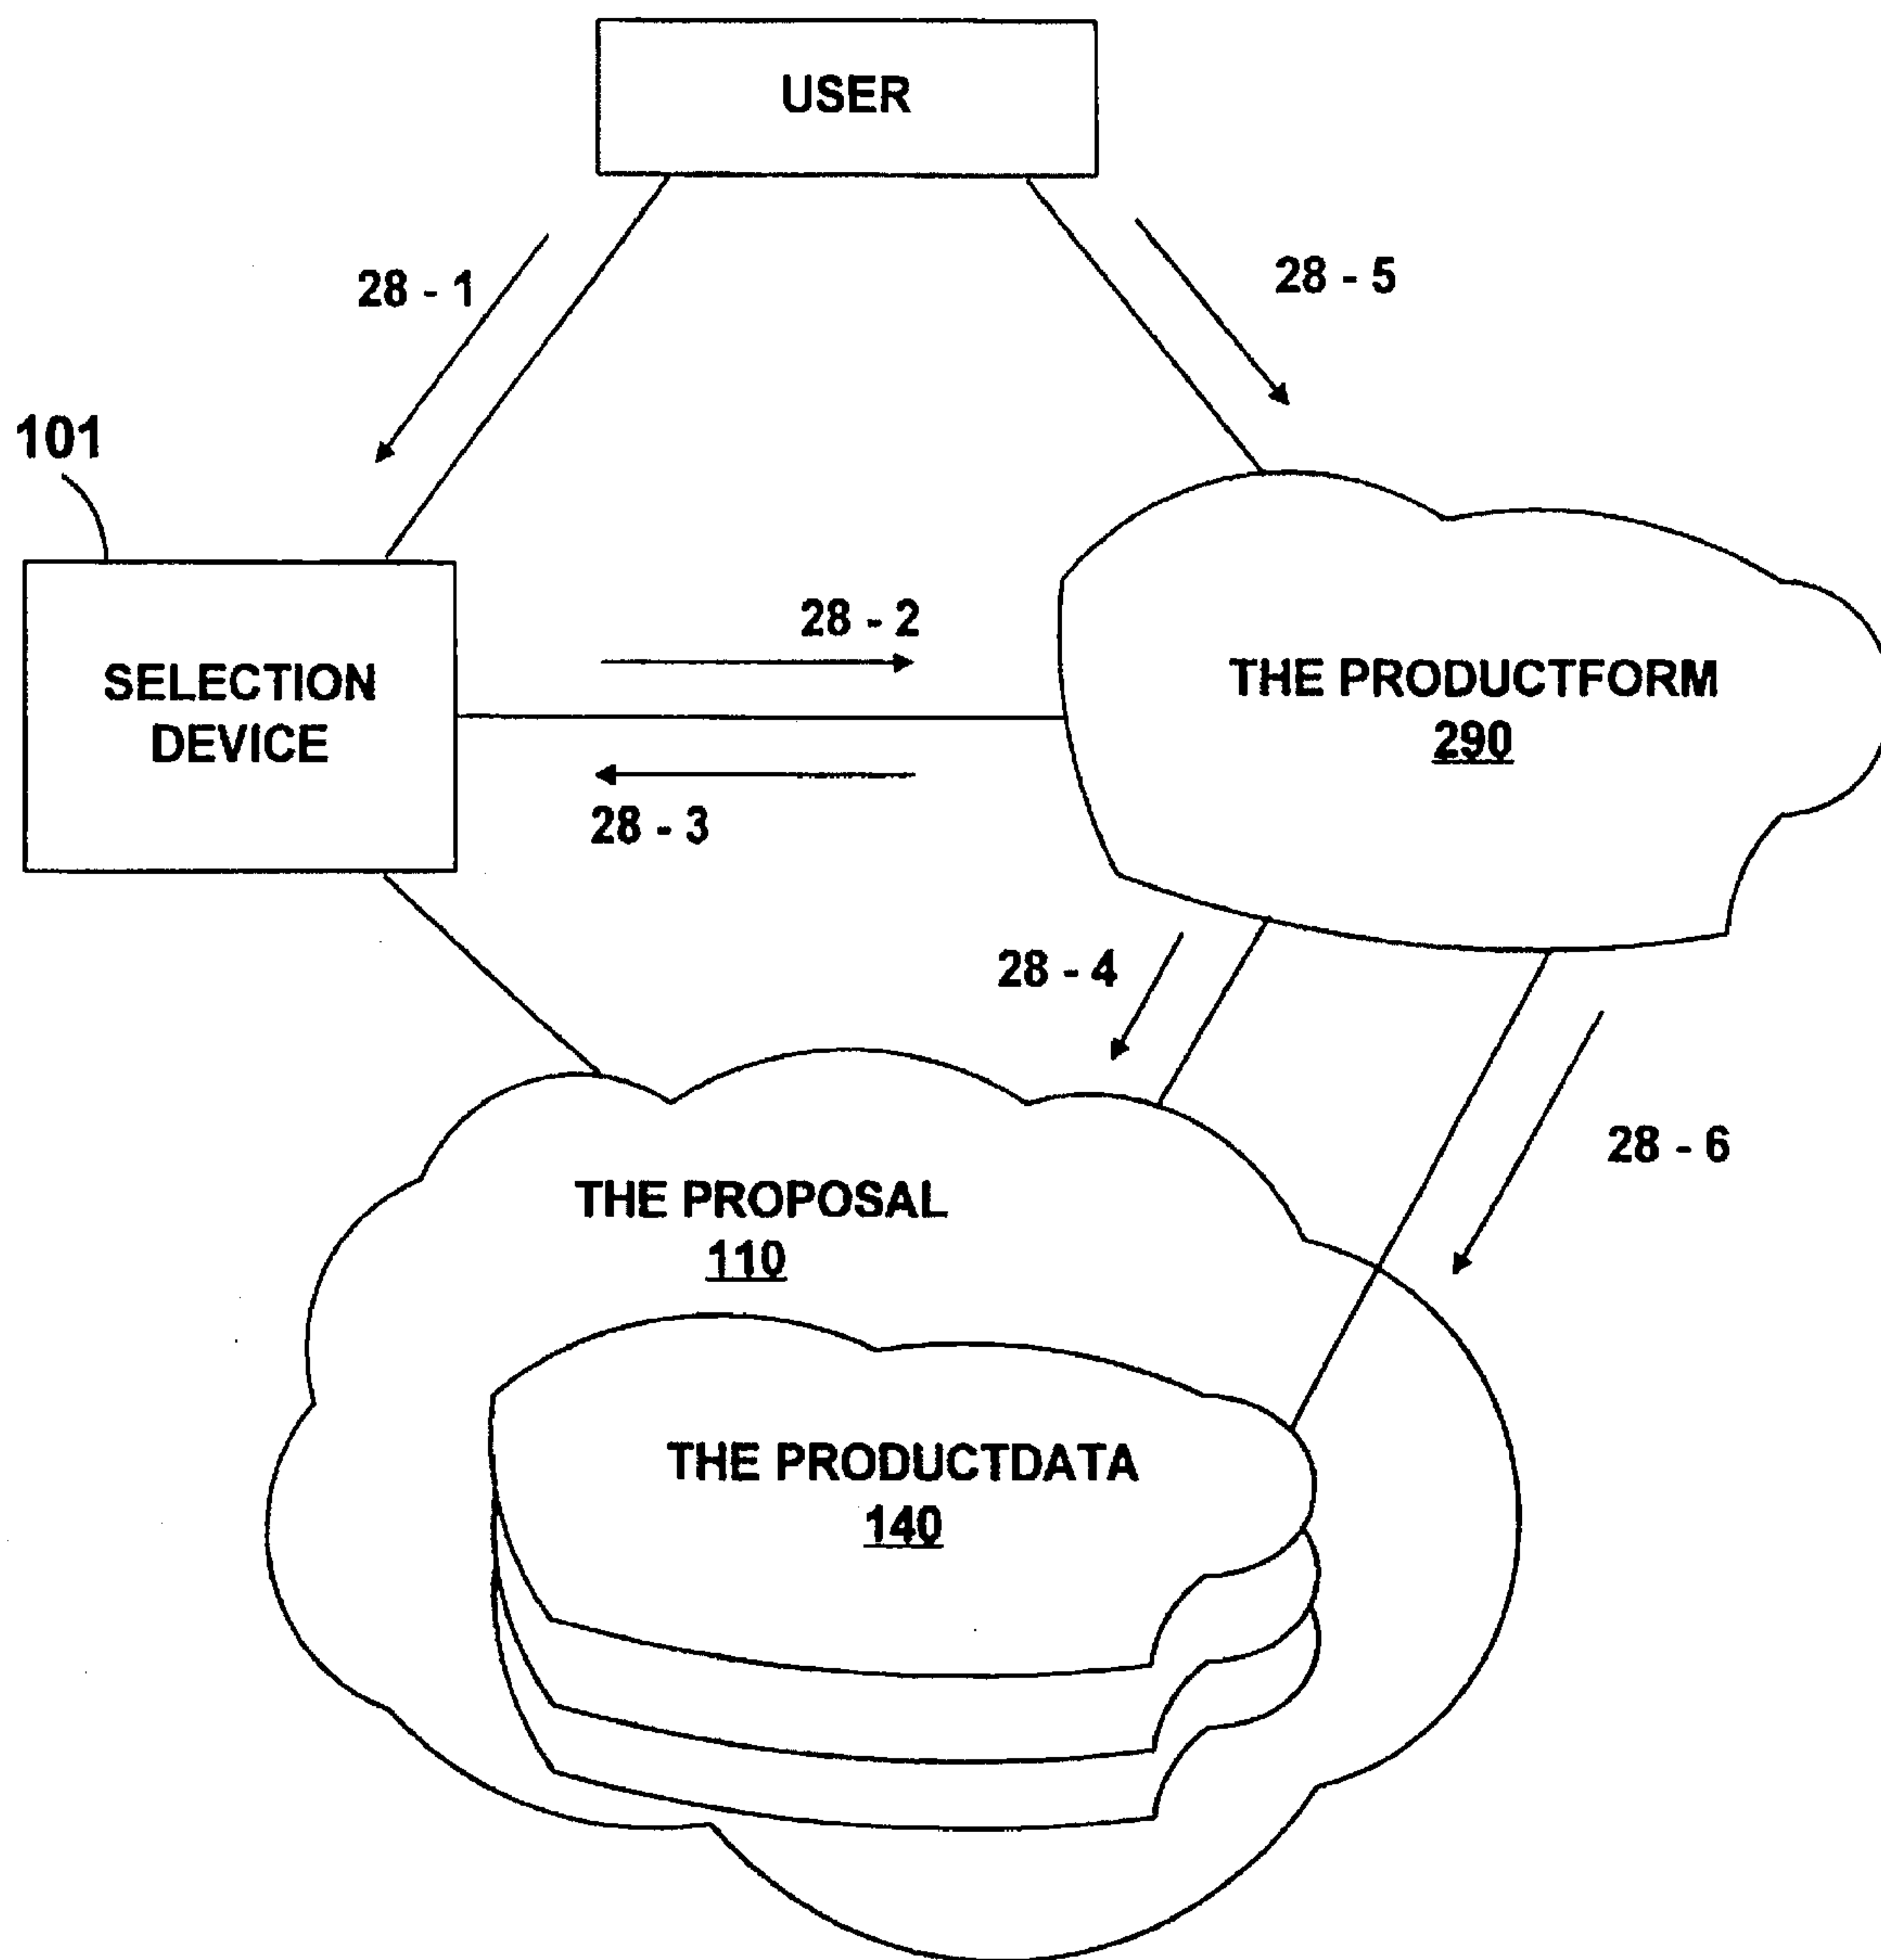 USER
28 - 1
28 - 5
101
28 - 2
SELECTION
DEVICE
THE PRODUCTFORM
290
28 - 3
28 - 4
28 - 6
THE PROPOSAL
110
THE PRODUCTDATA
140